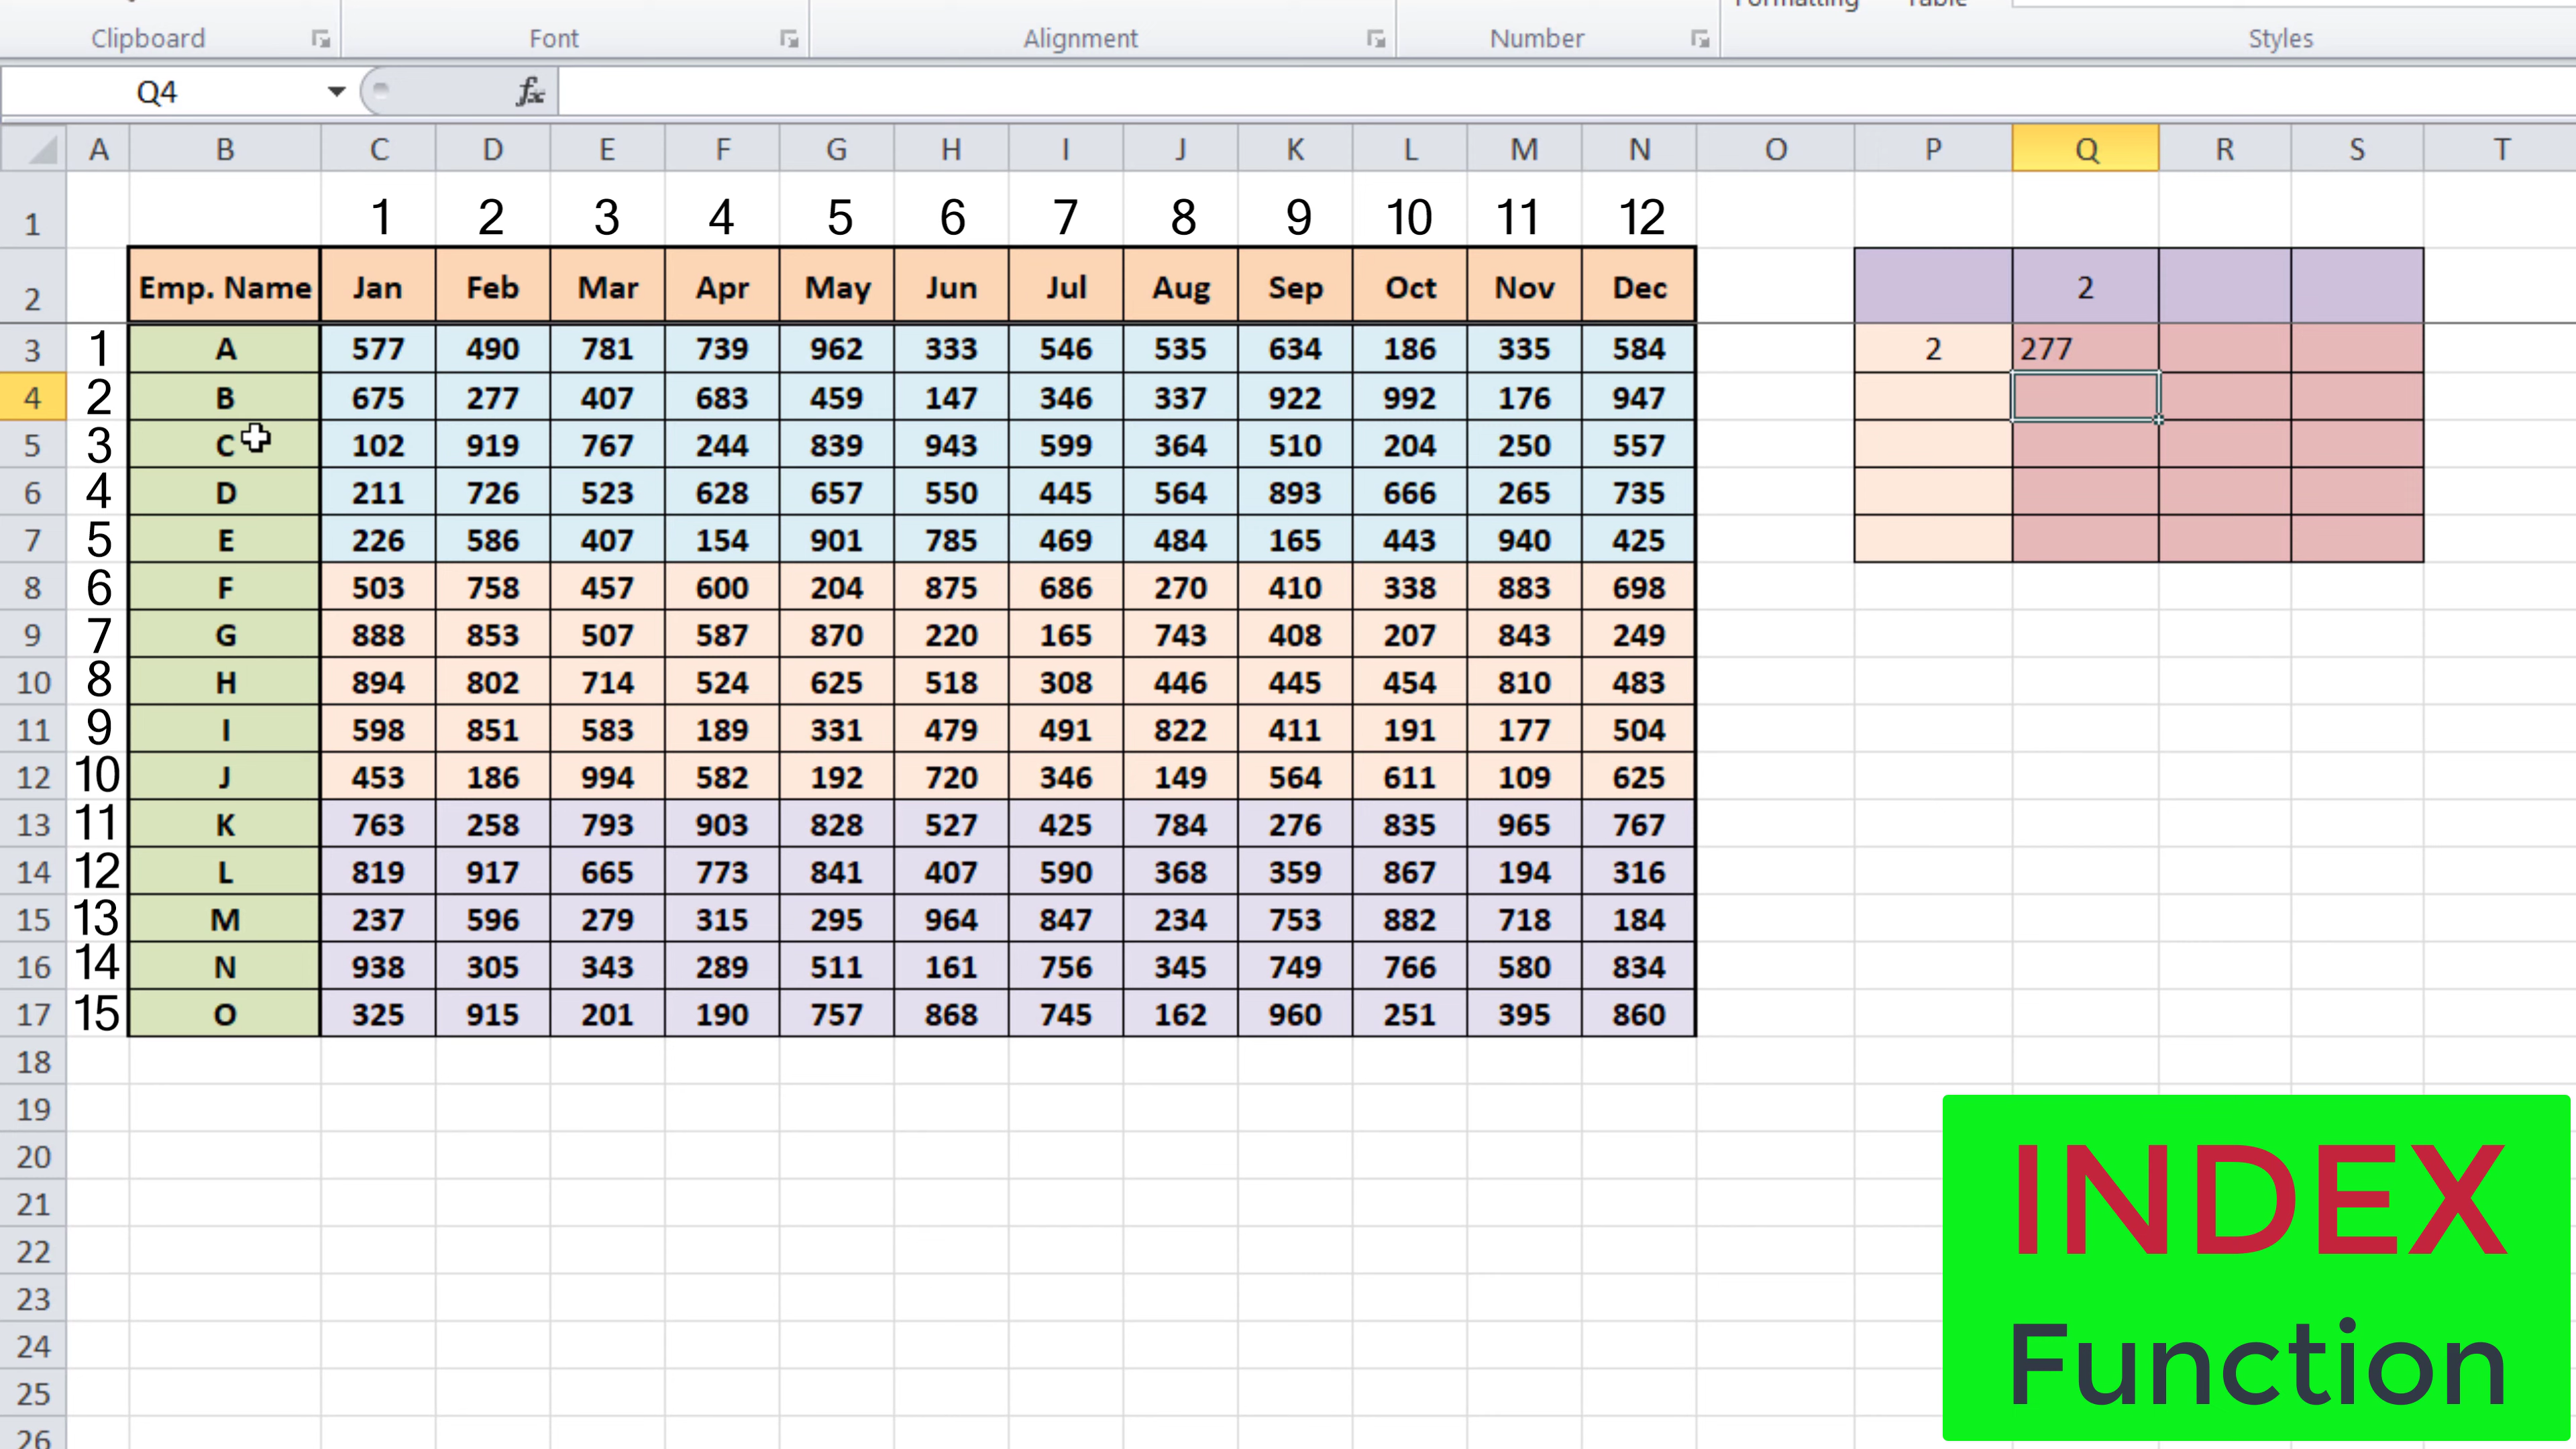 Formatting Table
Clipboard Font Alignment Number Styles
Q4 fx
A B C D E F G H I J K L M N O P Q R S T
1 1 2 3 4 5 6 7 8 9 10 11 12
2 Emp. Name Jan Feb Mar Apr May Jun Jul Aug Sep Oct Nov Dec 2
3 1 A 577 490 781 739 962 333 546 535 634 186 335 584 2 277
4 2 B 675 277 407 683 459 147 346 337 922 992 176 947
5 3 C 102 919 767 244 839 943 599 364 510 204 250 557
6 4 D 211 726 523 628 657 550 445 564 893 666 265 735
7 5 E 226 586 407 154 901 785 469 484 165 443 940 425
8 6 F 503 758 457 600 204 875 686 270 410 338 883 698
9 7 G 888 853 507 587 870 220 165 743 408 207 843 249
10 8 H 894 802 714 524 625 518 308 446 445 454 810 483
11 9 I 598 851 583 189 331 479 491 822 411 191 177 504
12 10 J 453 186 994 582 192 720 346 149 564 611 109 625
13 11 K 763 258 793 903 828 527 425 784 276 835 965 767
14 12 L 819 917 665 773 841 407 590 368 359 867 194 316
15 13 M 237 596 279 315 295 964 847 234 753 882 718 184
16 14 N 938 305 343 289 511 161 756 345 749 766 580 834
17 15 O 325 915 201 190 757 868 745 162 960 251 395 860
18
19
20
21
22
23
24
25
26
INDEX
Function